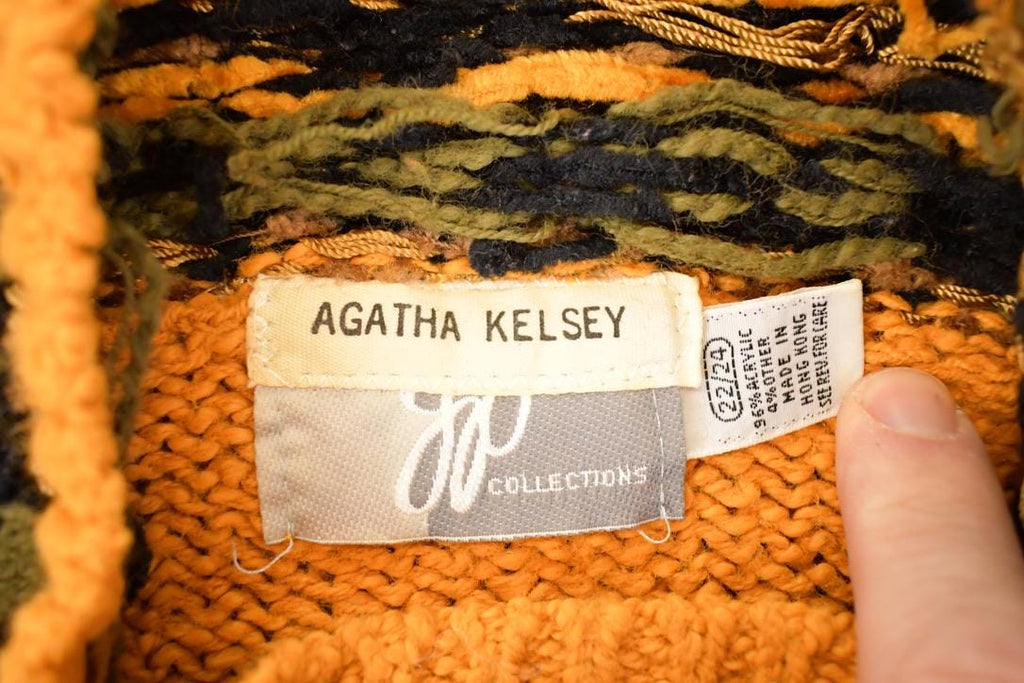 AGATHA KELSEY
COLLECTIONS
22/24
96% ACRYLIC
4% OTHER
MADE IN
HONG KONG
SEE REV. FOR CARE: